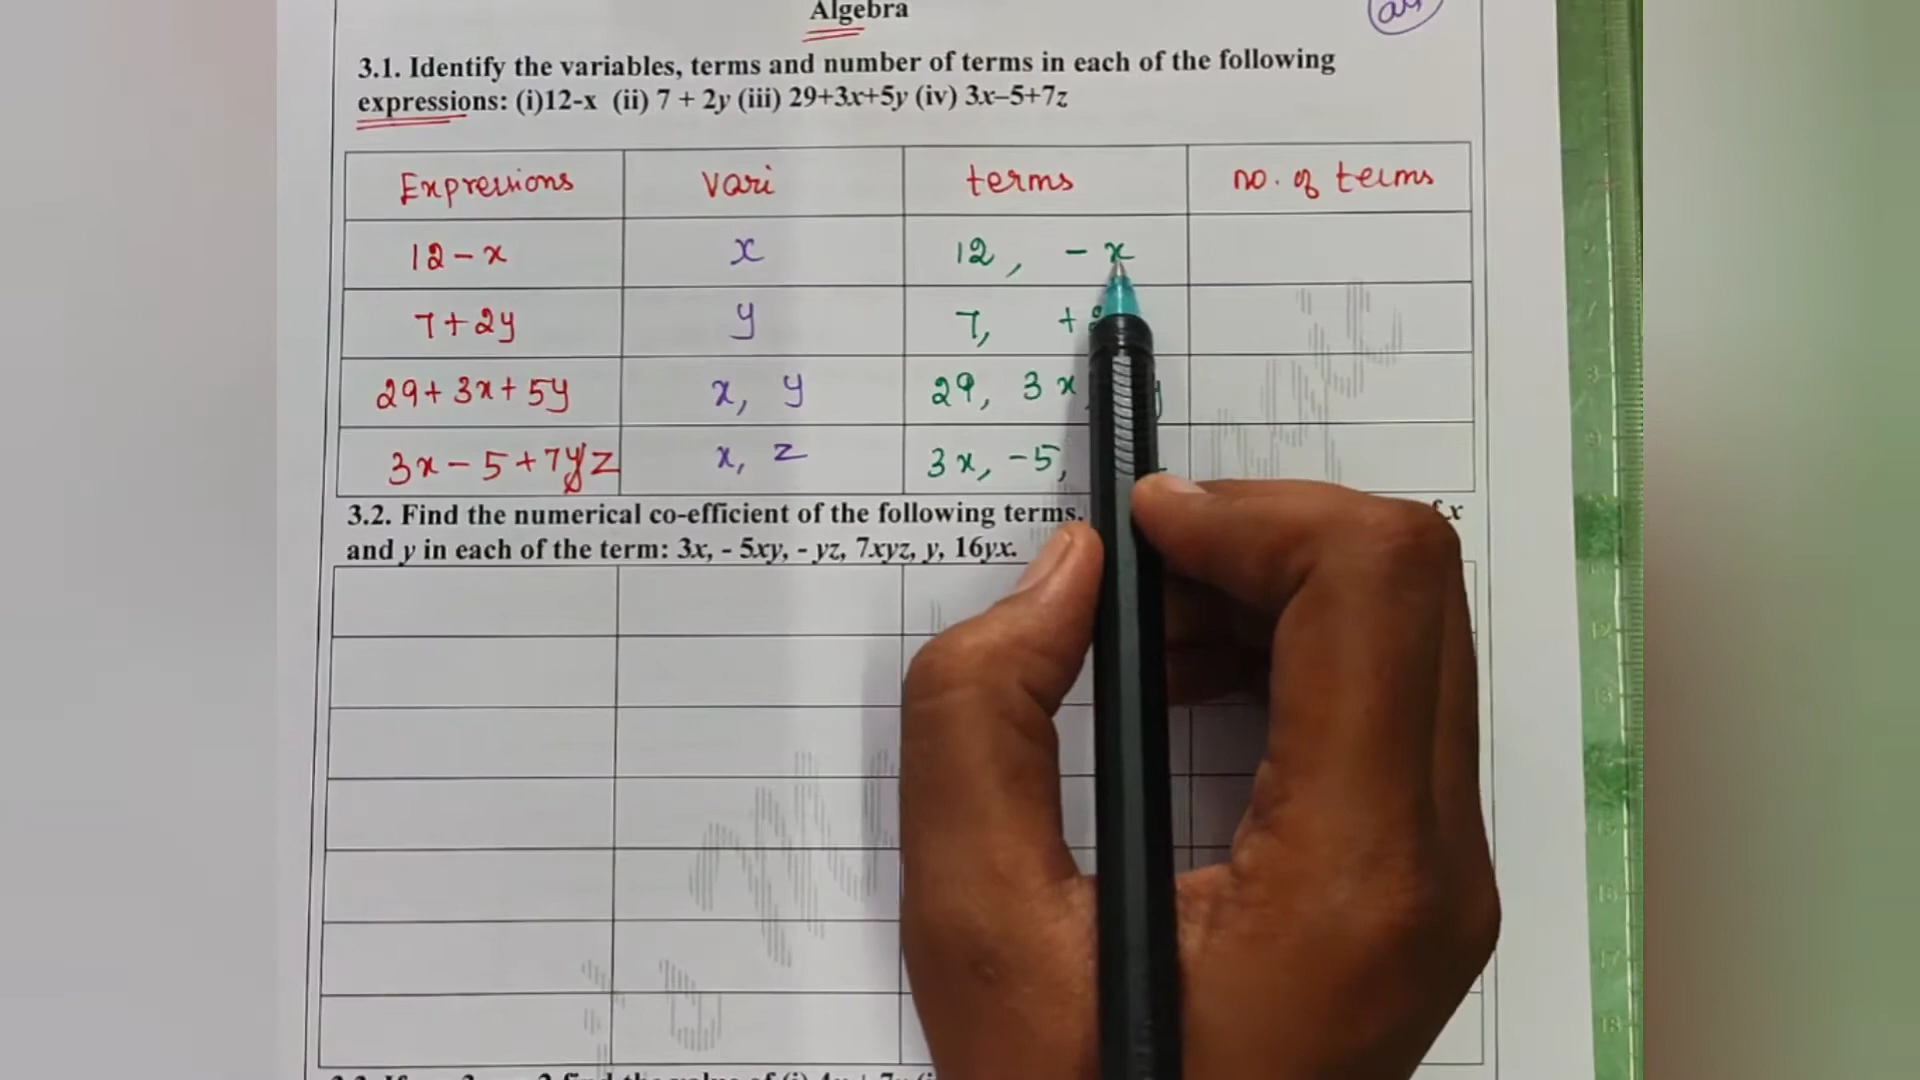 Algebra
3.1. Identify the variables, terms and number of terms in each of the following
expressions: (i)12-x (ii) 7 + 2y (iii) 29+3x+5y (iv) 3x–5+7z
Expressions Vari terms no. of terms
12 - x x 12, - x
7 + 2y y 7, +
29 + 3x + 5y x, y 29, 3x
3x - 5 + 7z x, z 3x, -5,
3.2. Find the numerical co-efficient of the following terms. x
and y in each of the term: 3x, - 5xy, - yz, 7xyz, y, 16yx.